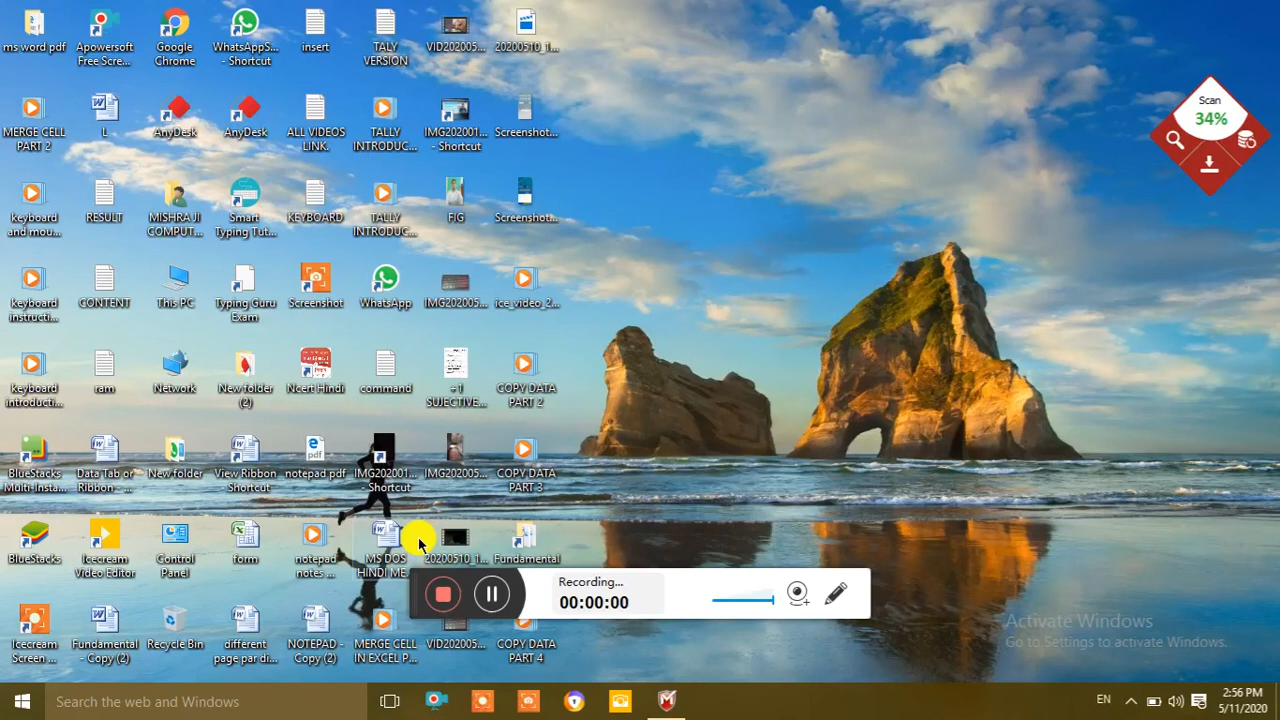 ms word pdf
Apowersoft
Free Scre...
Google
Chrome
WhatsAppS...
- Shortcut
insert
TALY
VERSION
VID202005...
20200510_1...
MERGE CELL
PART 2
L
AnyDesk
AnyDesk
ALL VIDEOS
LINK.
TALLY
INTRODUC...
IMG202001...
- Shortcut
Screenshot...
keyboard
and mou...
RESULT
MISHRA JI
COMPUT...
Smart
Typing Tut...
KEYBOARD
TALLY
INTRODUC...
FIG
Screenshot...
keyboard
instructi...
CONTENT
This PC
Typing Guru
Exam
Screenshot
WhatsApp
IMG202005...
ice_video_2...
keyboard
introducti...
ram
Network
New folder
(2)
Ncert Hindi
command
+1
SUJECTIVE...
COPY DATA
PART 2
BlueStacks
Multi-Insta...
Data Tab or
Ribbon - ...
New folder
View Ribbon
Shortcut
notepad.pdf
IMG202001...
- Shortcut
IMG202005...
COPY DATA
PART 3
BlueStacks
Icecream
Video Editor
Control
Panel
form
notepad
notes ...
MS DOS
HINDI ME...
20200510_1...
Fundamental
Icecream
Screen ...
Fundamental
- Copy (2)
Recycle Bin
different
page par di...
NOTEPAD -
Copy (2)
MERGE CELL
IN EXCEL P...
VID202005...
COPY DATA
PART 4
Scan
34%
Recording...
00:00:00
Activate Windows
Go to Settings to activate Windows.
Search the web and Windows
EN
2:56 PM
5/11/2020